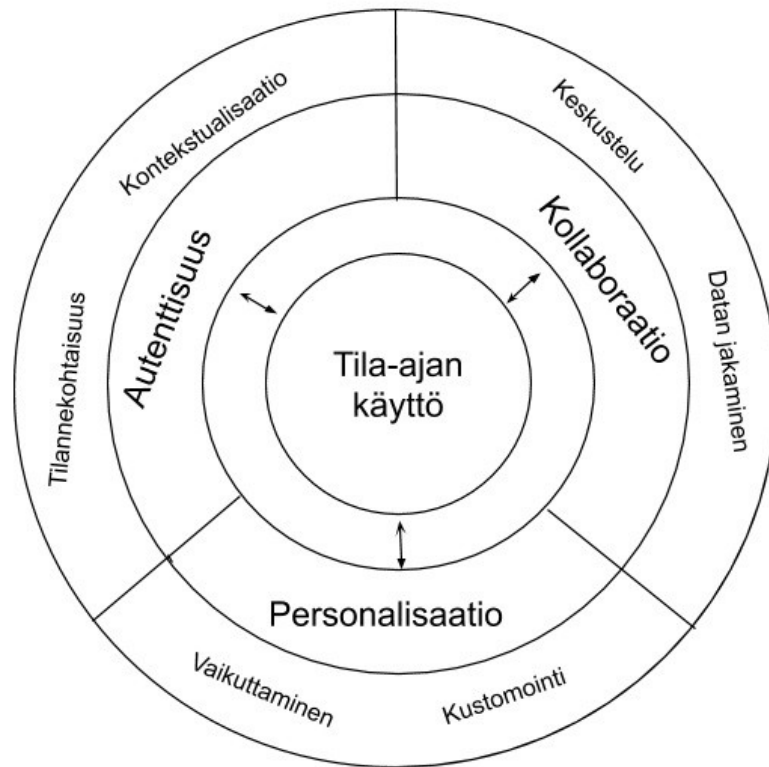 Kontekstualisaatio
Keskustelu
Autenttisuus
Kollaboraatio
Tilannekohtaisuus
Datan jakaminen
Tila-ajan
käyttö
Personalisaatio
Vaikuttaminen
Kustomointi